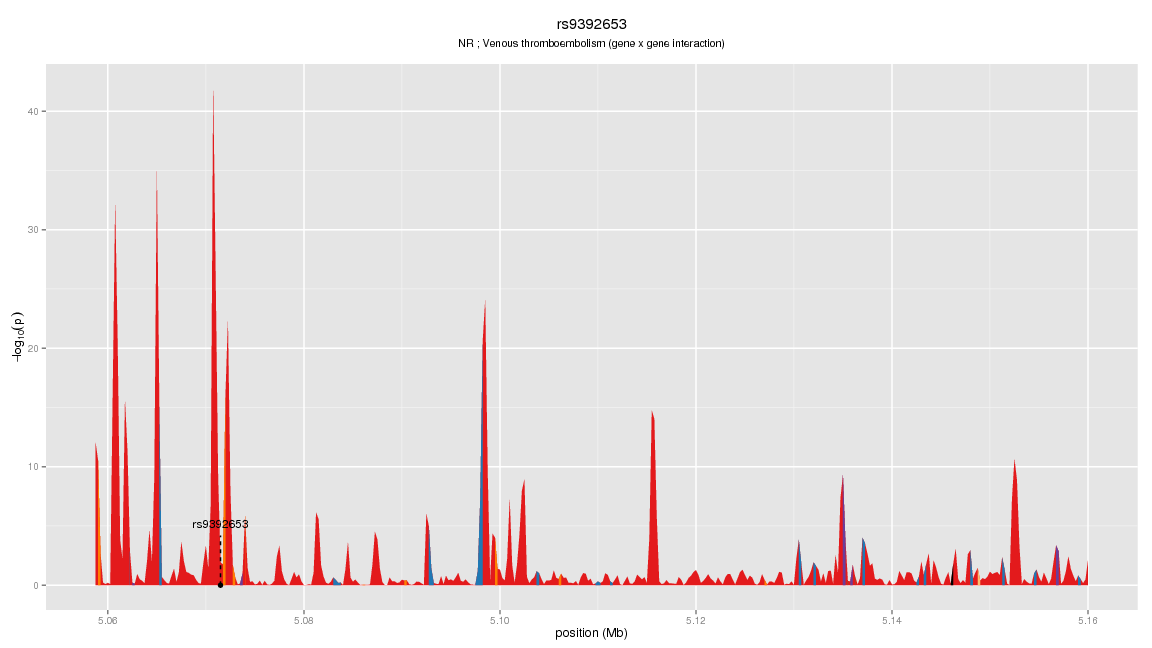 rs9392653
NR ; Venous thromboembolism (gene x gene interaction)
40
30
20
10
0
−log10(p)
rs9392653
5.06 5.08 5.10 5.12 5.14 5.16
position (Mb)